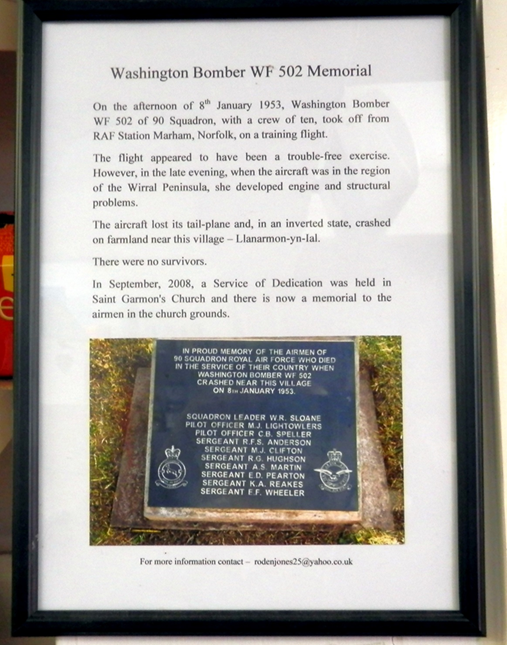 Washington Bomber WF 502 Memorial
On the afternoon of 8th January 1953, Washington Bomber
WF 502 of 90 Squadron, with a crew of ten, took off from
RAF Station Marham, Norfolk, on a training flight.
The flight appeared to have been a trouble-free exercise.
However, in the late evening, when the aircraft was in the region
of the Wirral Peninsula, she developed engine and structural
problems.
The aircraft lost its tail-plane and, in an inverted state, crashed
on farmland near this village – Llanarmon-yn-Ial.
There were no survivors.
In September, 2008, a Service of Dedication was held in
Saint Garmon's Church and there is now a memorial to the
airmen in the church grounds.
IN PROUD MEMORY OF THE AIRMEN OF
90 SQUADRON ROYAL AIR FORCE WHO DIED
IN THE SERVICE OF THEIR COUNTRY WHEN
WASHINGTON BOMBER WF 502
CRASHED NEAR THIS VILLAGE
ON 8TH JANUARY 1953.
SQUADRON LEADER W.R. SLOANE
PILOT OFFICER M.J. LIGHTOWLERS
PILOT OFFICER C.B. SPELLER
SERGEANT R.F.S. ANDERSON
SERGEANT M.J. CLIFTON
SERGEANT R.G. HUGHSON
SERGEANT A.S. MARTIN
SERGEANT E.D. PEARTON
SERGEANT K.A. REAKES
SERGEANT F.F. WHEELER
For more information contact – rodenjones25@yahoo.co.uk